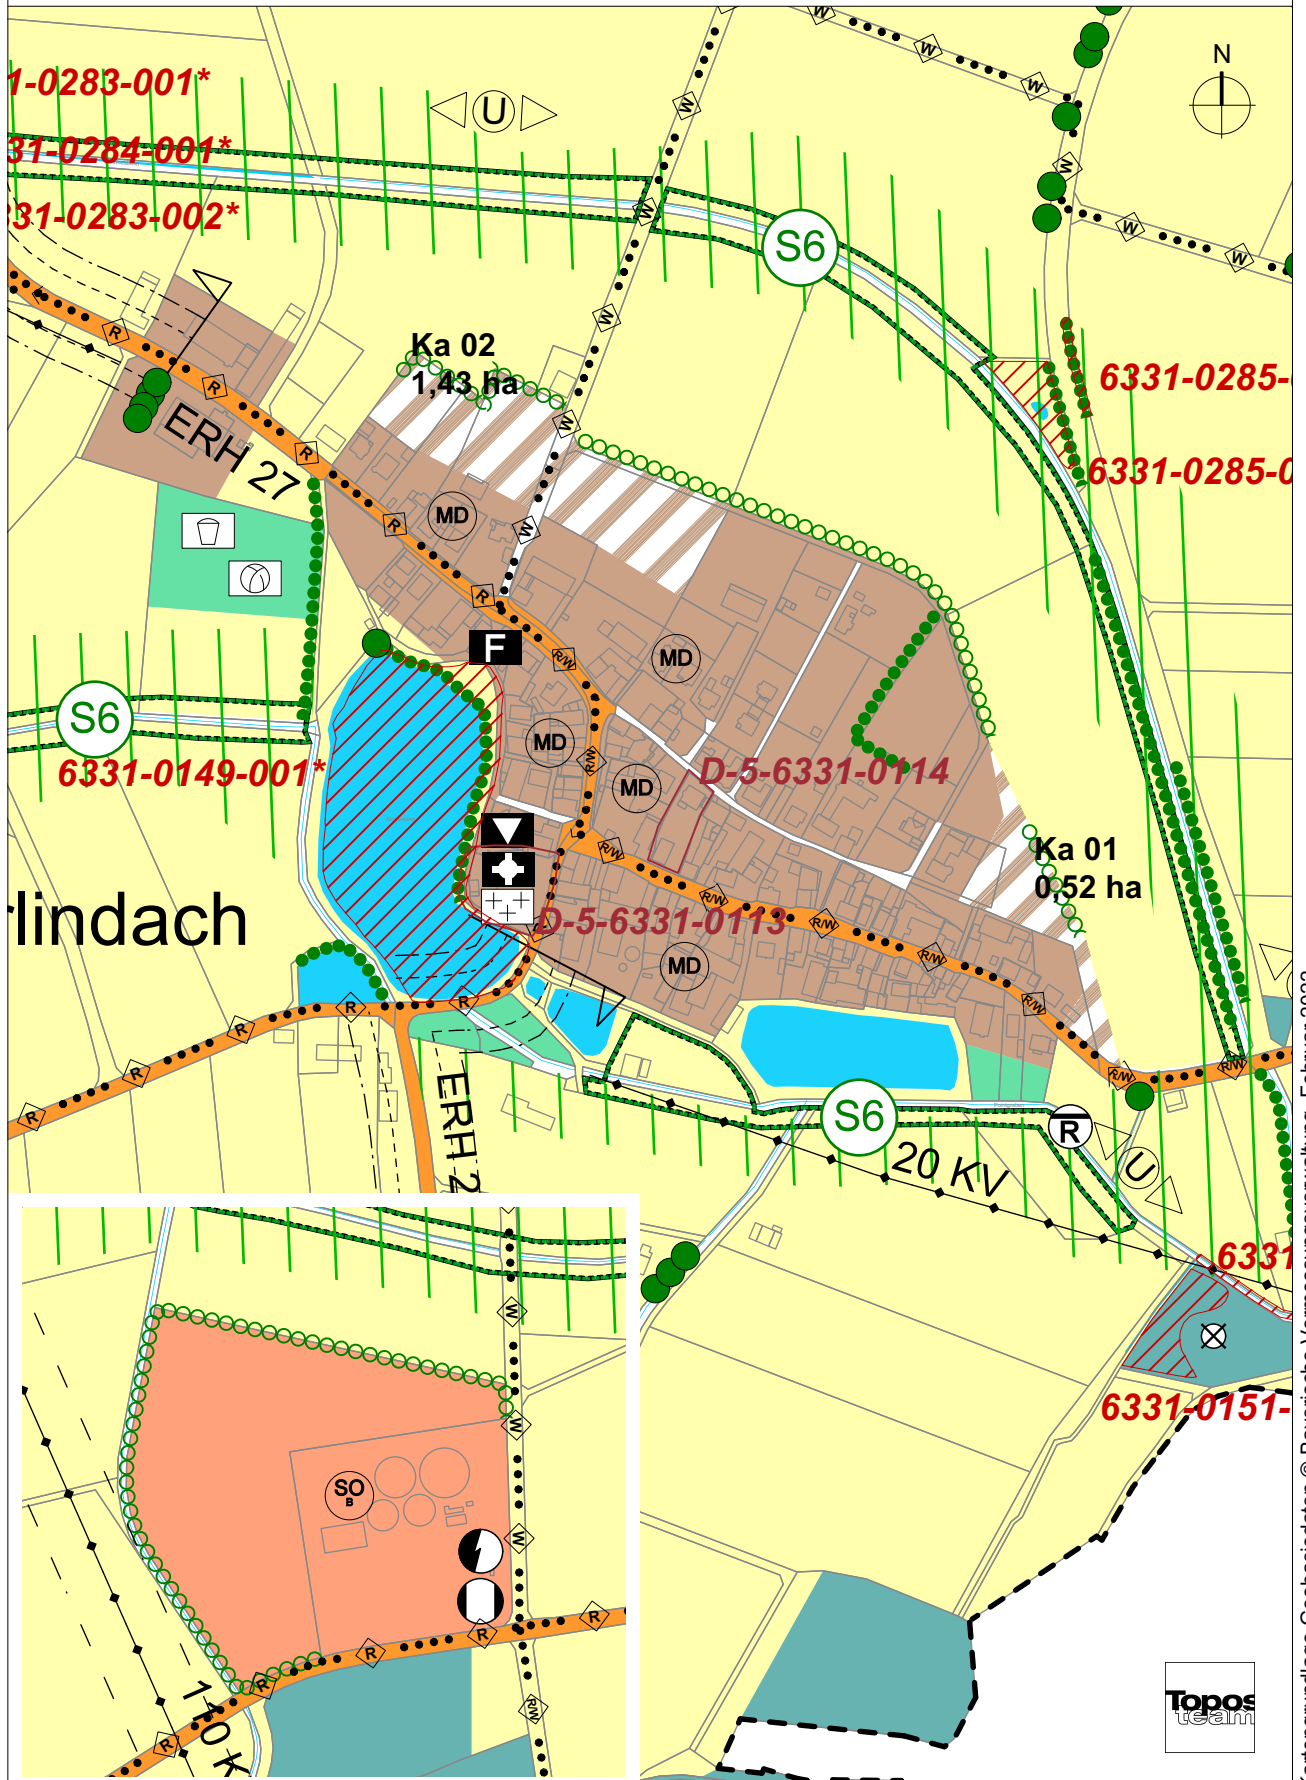 N
1-0283-001*
U
31-0284-001*
331-0283-002*
S6
Ka 02
1,43 ha
6331-0285-
6331-0285-0
ERH 27
MD
F
MD
S6
6331-0149-001*
MD
MD
D-5-6331-0114
Ka 01
0,52 ha
rlindach
D-5-6331-0113
MD
ERH 2
S6
R
U
20 KV
6331
6331-0151-
SO
B
110 K
Topos
team
W
W
W
W
W
W
W
W
W
W
W
R
R
R
R
R
R/W
R/W
R/W
R/W
R/W
R/W
R/W
R/W
R/W
R
R
R
R
R
W
W
W
R
R
R
R
R
R/W